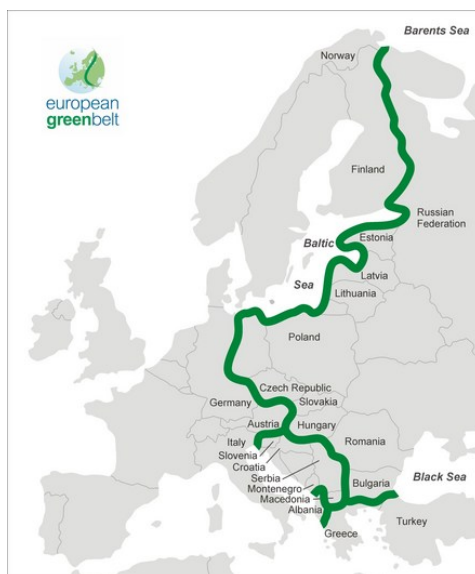 Barents Sea
european
greenbelt
Norway
Finland
Russian
Federation
Baltic
Estonia
Sea
Latvia
Lithuania
Poland
Czech Republic
Germany
Slovakia
Austria
Hungary
Italy
Romania
Slovenia
Croatia
Serbia
Black Sea
Montenegro
Bulgaria
Macedonia
Albania
Turkey
Greece